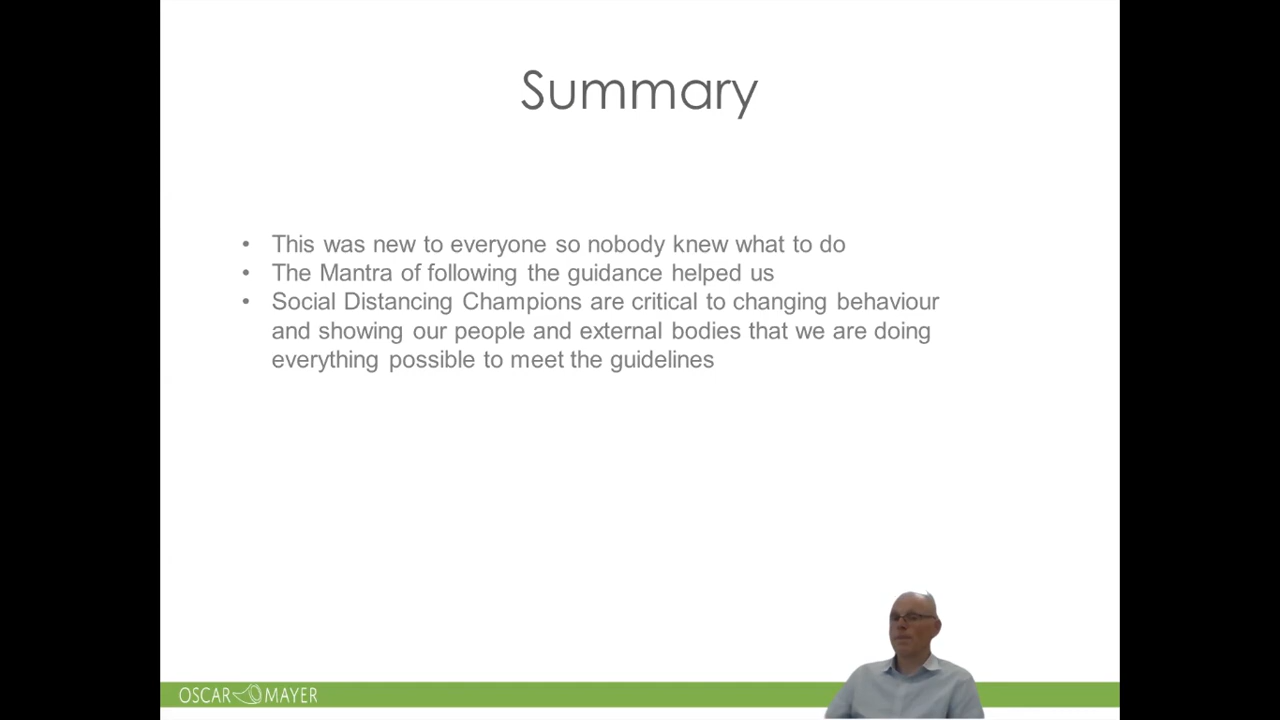 Summary
• This was new to everyone so nobody knew what to do
• The Mantra of following the guidance helped us
• Social Distancing Champions are critical to changing behaviour
and showing our people and external bodies that we are doing
everything possible to meet the guidelines
OSCAR MAYER